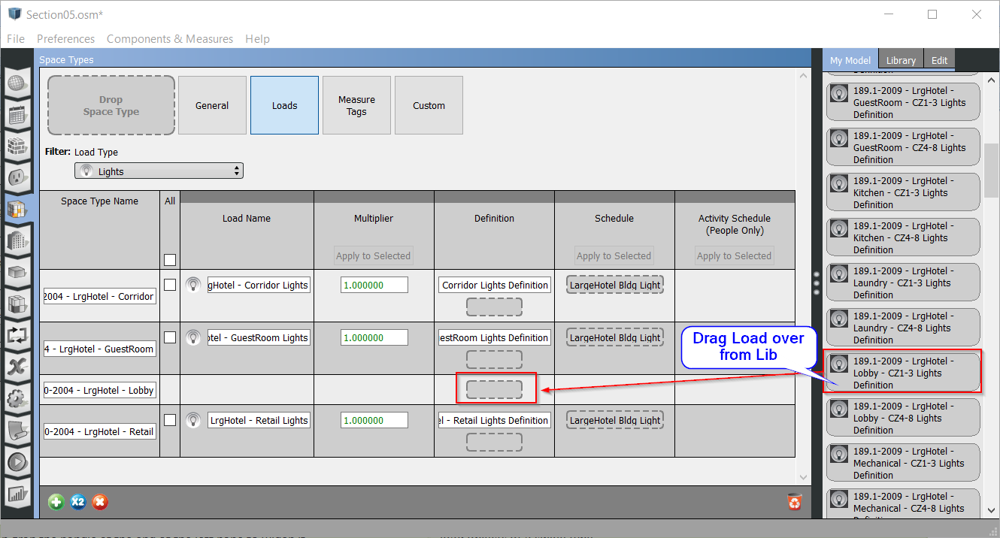 Section05.osm*
File Preferences Components & Measures Help
Space Types
My Model Library Edit
Drop
Space Type
General
Loads
Measure
Tags
Custom
Filter: Load Type
Lights
Space Type Name
All
Load Name
Multiplier
Definition
Schedule
Activity Schedule
(People Only)
Apply to Selected
Apply to Selected
Apply to Selected
2004 - LrgHotel - Corridor
gHotel - Corridor Lights
1.000000
Corridor Lights Definition
LargeHotel Bldg Light
4 - LrgHotel - GuestRoom
otel - GuestRoom Lights
1.000000
estRoom Lights Definition
LargeHotel Bldg Light
0-2004 - LrgHotel - Lobby
0-2004 - LrgHotel - Retail
LrgHotel - Retail Lights
1.000000
el - Retail Lights Definition
LargeHotel Bldg Light
X2
Drag Load over
from Lib
Definition
189.1-2009 - LrgHotel -
GuestRoom - CZ1-3 Lights
Definition
189.1-2009 - LrgHotel -
GuestRoom - CZ4-8 Lights
Definition
189.1-2009 - LrgHotel -
Kitchen - CZ1-3 Lights
Definition
189.1-2009 - LrgHotel -
Kitchen - CZ4-8 Lights
Definition
189.1-2009 - LrgHotel -
Laundry - CZ1-3 Lights
Definition
189.1-2009 - LrgHotel -
Laundry - CZ4-8 Lights
Definition
189.1-2009 - LrgHotel -
Lobby - CZ1-3 Lights
Definition
189.1-2009 - LrgHotel -
Lobby - CZ4-8 Lights
Definition
189.1-2009 - LrgHotel -
Mechanical - CZ1-3 Lights
Definition
189.1-2009 - LrgHotel -
Mechanical - CZ4-8 Lights